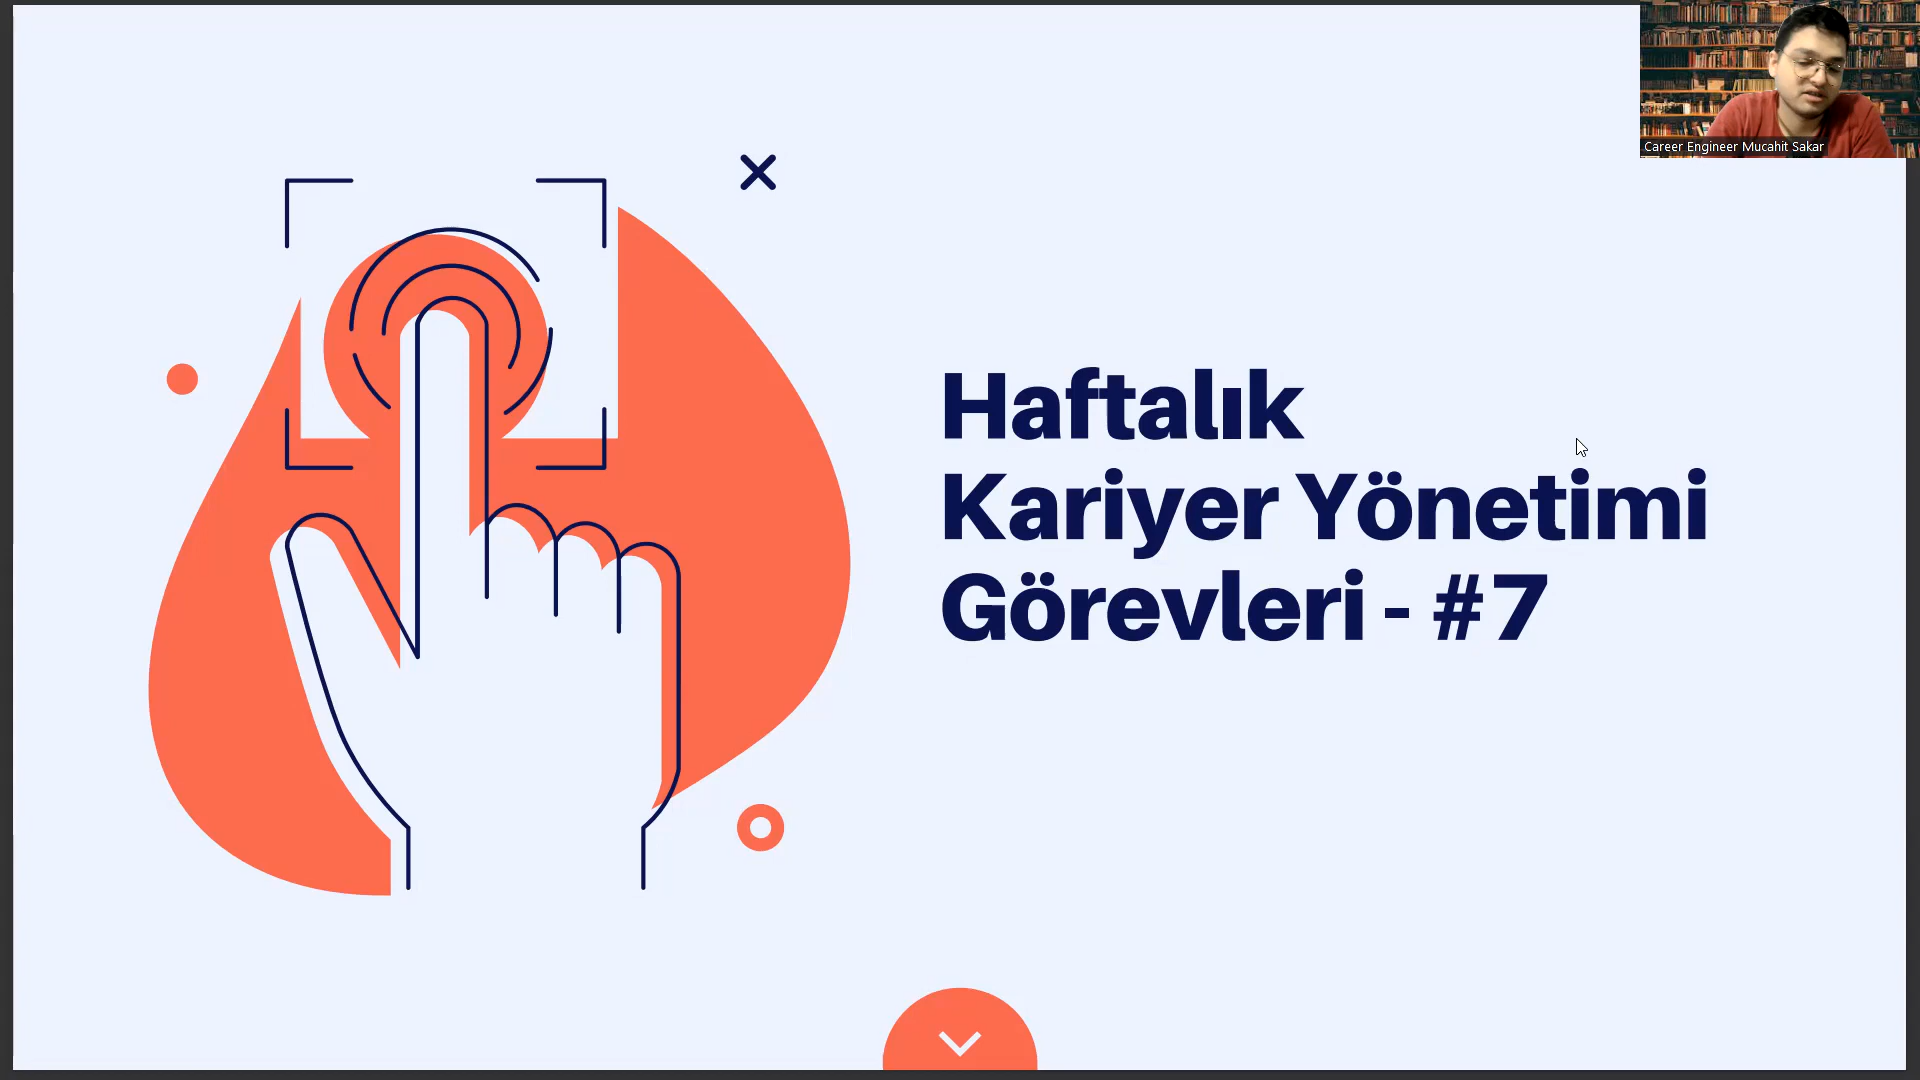 Career Engineer Mucahit Sakar
Haftalık
Kariyer Yönetimi
Görevleri - #7